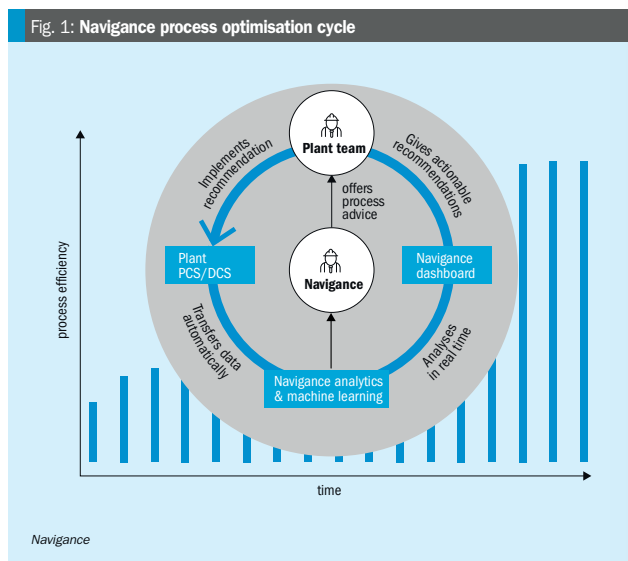 Fig. 1: Navigance process optimisation cycle
Plant team
Implements
recommendation
Gives actionable
recommendations
offers
process
advice
Plant
PCS/DCS
Navigance
Navigance
dashboard
process efficiency
Transfers data
automatically
Analyses
in real time
Navigance analytics
& machine learning
time
Navigance